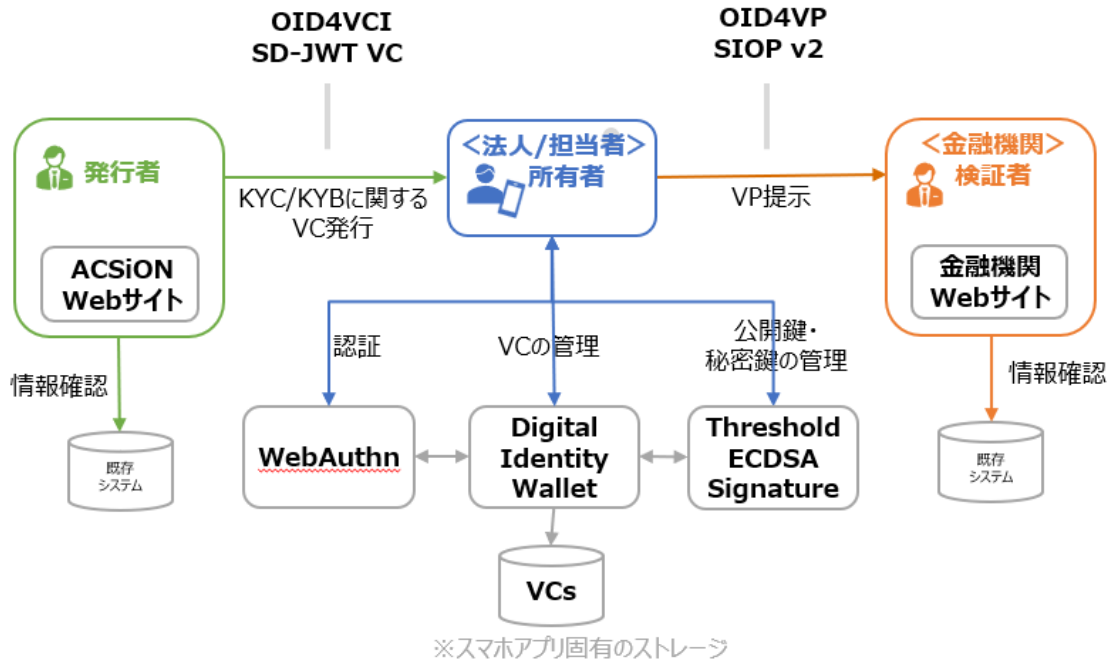 OID4VCI
SD-JWT VC
OID4VP
SIOP v2
発行者
ACSiON
Webサイト
KYC/KYBに関する
VC発行
<法人/担当者>
所有者
VP提示
<金融機関>
検証者
金融機関
Webサイト
情報確認
既存
システム
認証
VCの管理
公開鍵・
秘密鍵の管理
情報確認
既存
システム
WebAuthn
Digital
Identity
Wallet
Threshold
ECDSA
Signature
VCs
※スマホアプリ固有のストレージ